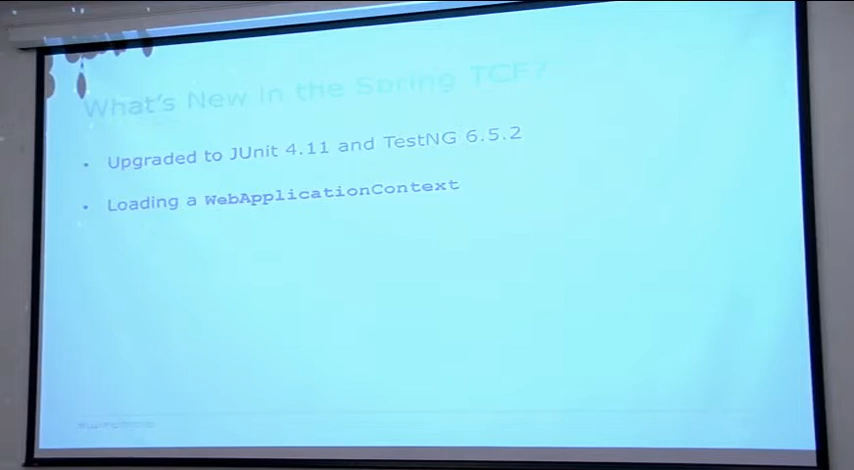 What's New in the Spring TCF?
• Upgraded to JUnit 4.11 and TestNG 6.5.2
• Loading a WebApplicationContext